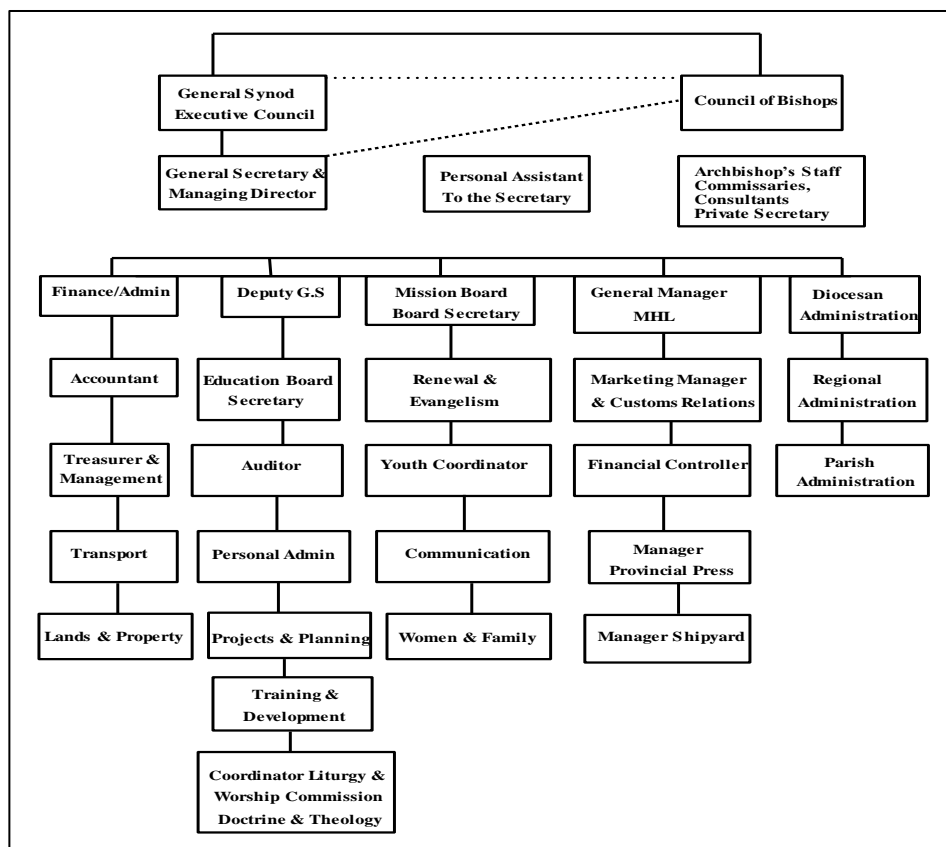 General Synod
Executive Council
Council of Bishops
General Secretary &
Managing Director
Personal Assistant
To the Secretary
Archbishop's Staff
Commissaries,
Consultants
Private Secretary
Finance/Admin
Deputy G.S
Mission Board
Board Secretary
General Manager
MHL
Diocesan
Administration
Accountant
Education Board
Secretary
Renewal &
Evangelism
Marketing Manager
& Customs Relations
Regional
Administration
Treasurer &
Management
Auditor
Youth Coordinator
Financial Controller
Parish
Administration
Transport
Personal Admin
Communication
Manager
Provincial Press
Lands & Property
Projects & Planning
Women & Family
Manager Shipyard
Training &
Development
Coordinator Liturgy &
Worship Commission
Doctrine & Theology